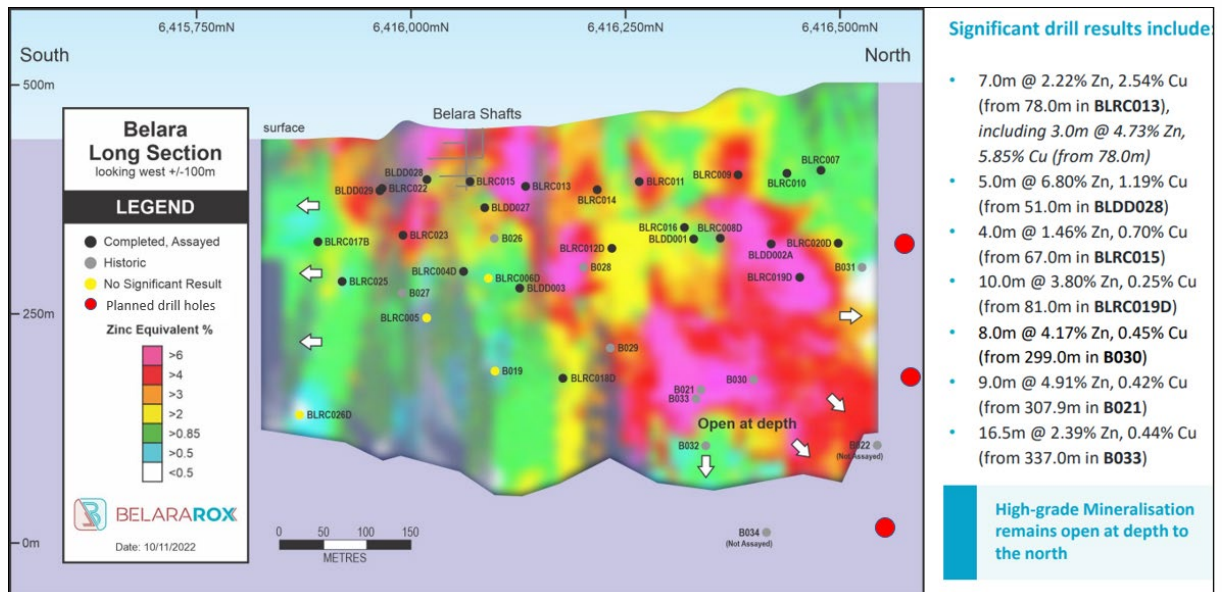 6,415,750mN
6,416,000mN
6,416,250mN
6,416,500mN
South
North
500m
250m
0m
Belara
Long Section
looking west +/-100m
LEGEND
Completed, Assayed
Historic
No Significant Result
Planned drill holes
Zinc Equivalent %
>6
>4
>3
>2
>0.85
>0.5
<0.5
BELARAROX
Date: 10/11/2022
surface
Belara Shafts
BLDD028
BLDD029
BLRC022
BLRC015
BLRC013
BLRC014
BLRC011
BLRC009
BLRC010
BLRC007
BLDD027
BLRC017B
BLRC023
B026
BLRC012D
BLRC016
BLRC008D
BLDD001
BLDD002A
BLRC020D
BLRC025
BLRC004D
BLRC006D
B028
B031
BLRC019D
B027
BLDD003
BLRC005
B029
B019
BLRC018D
B030
B021
B033
BLRC026D
Open at depth
B032
B022
(Not Assayed)
B034
(Not Assayed)
0 50 100 150
METRES
Significant drill results include:
• 7.0m @ 2.22% Zn, 2.54% Cu
(from 78.0m in BLRC013),
including 3.0m @ 4.73% Zn,
5.85% Cu (from 78.0m)
• 5.0m @ 6.80% Zn, 1.19% Cu
(from 51.0m in BLDD028)
• 4.0m @ 1.46% Zn, 0.70% Cu
(from 67.0m in BLRC015)
• 10.0m @ 3.80% Zn, 0.25% Cu
(from 81.0m in BLRC019D)
• 8.0m @ 4.17% Zn, 0.45% Cu
(from 299.0m in B030)
• 9.0m @ 4.91% Zn, 0.42% Cu
(from 307.9m in B021)
• 16.5m @ 2.39% Zn, 0.44% Cu
(from 337.0m in B033)
High-grade Mineralisation
remains open at depth to
the north